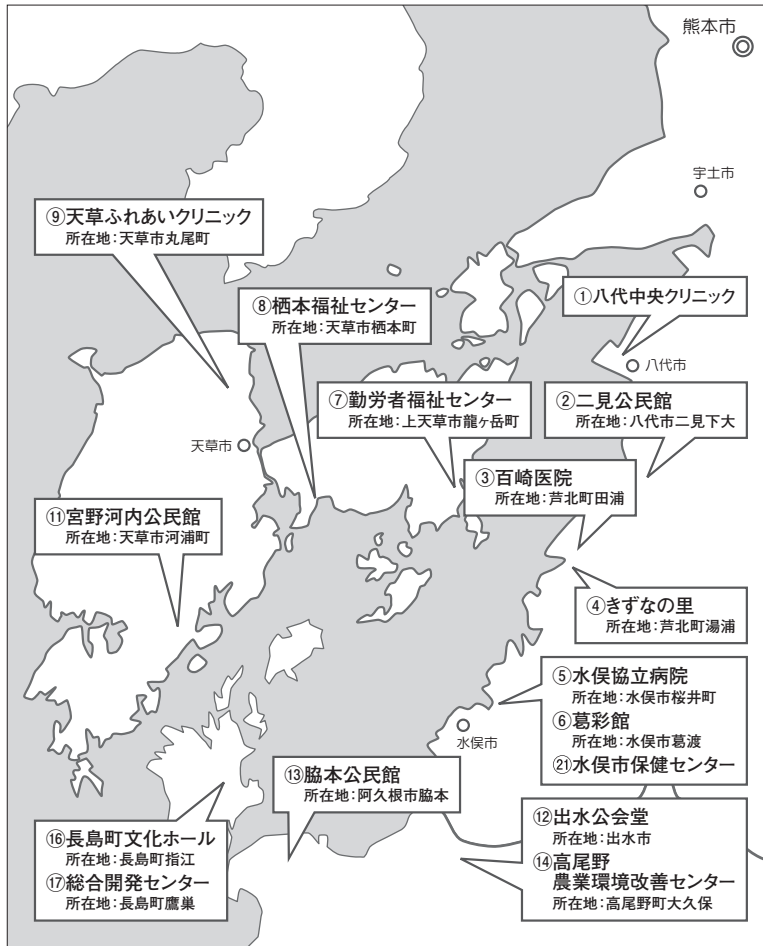 熊本市
宇土市
⑨天草ふれあいクリニック
所在地:天草市丸尾町
⑧栖本福祉センター
所在地:天草市栖本町
①八代中央クリニック
八代市
⑦勤労者福祉センター
所在地:上天草市龍ヶ岳町
②二見公民館
所在地:八代市二見下大
天草市
③百崎医院
所在地:芦北町田浦
⑪宮野河内公民館
所在地:天草市河浦町
④きずなの里
所在地:芦北町湯浦
⑤水俣協立病院
所在地:水俣市桜井町
⑥葛彩館
所在地:水俣市葛渡
㉑水俣市保健センター
水俣市
⑬脇本公民館
所在地:阿久根市脇本
⑯長島町文化ホール
所在地:長島町指江
⑰総合開発センター
所在地:長島町鷹巣
⑫出水公会堂
所在地:出水市
⑭高尾野
農業環境改善センター
所在地:高尾野町大久保